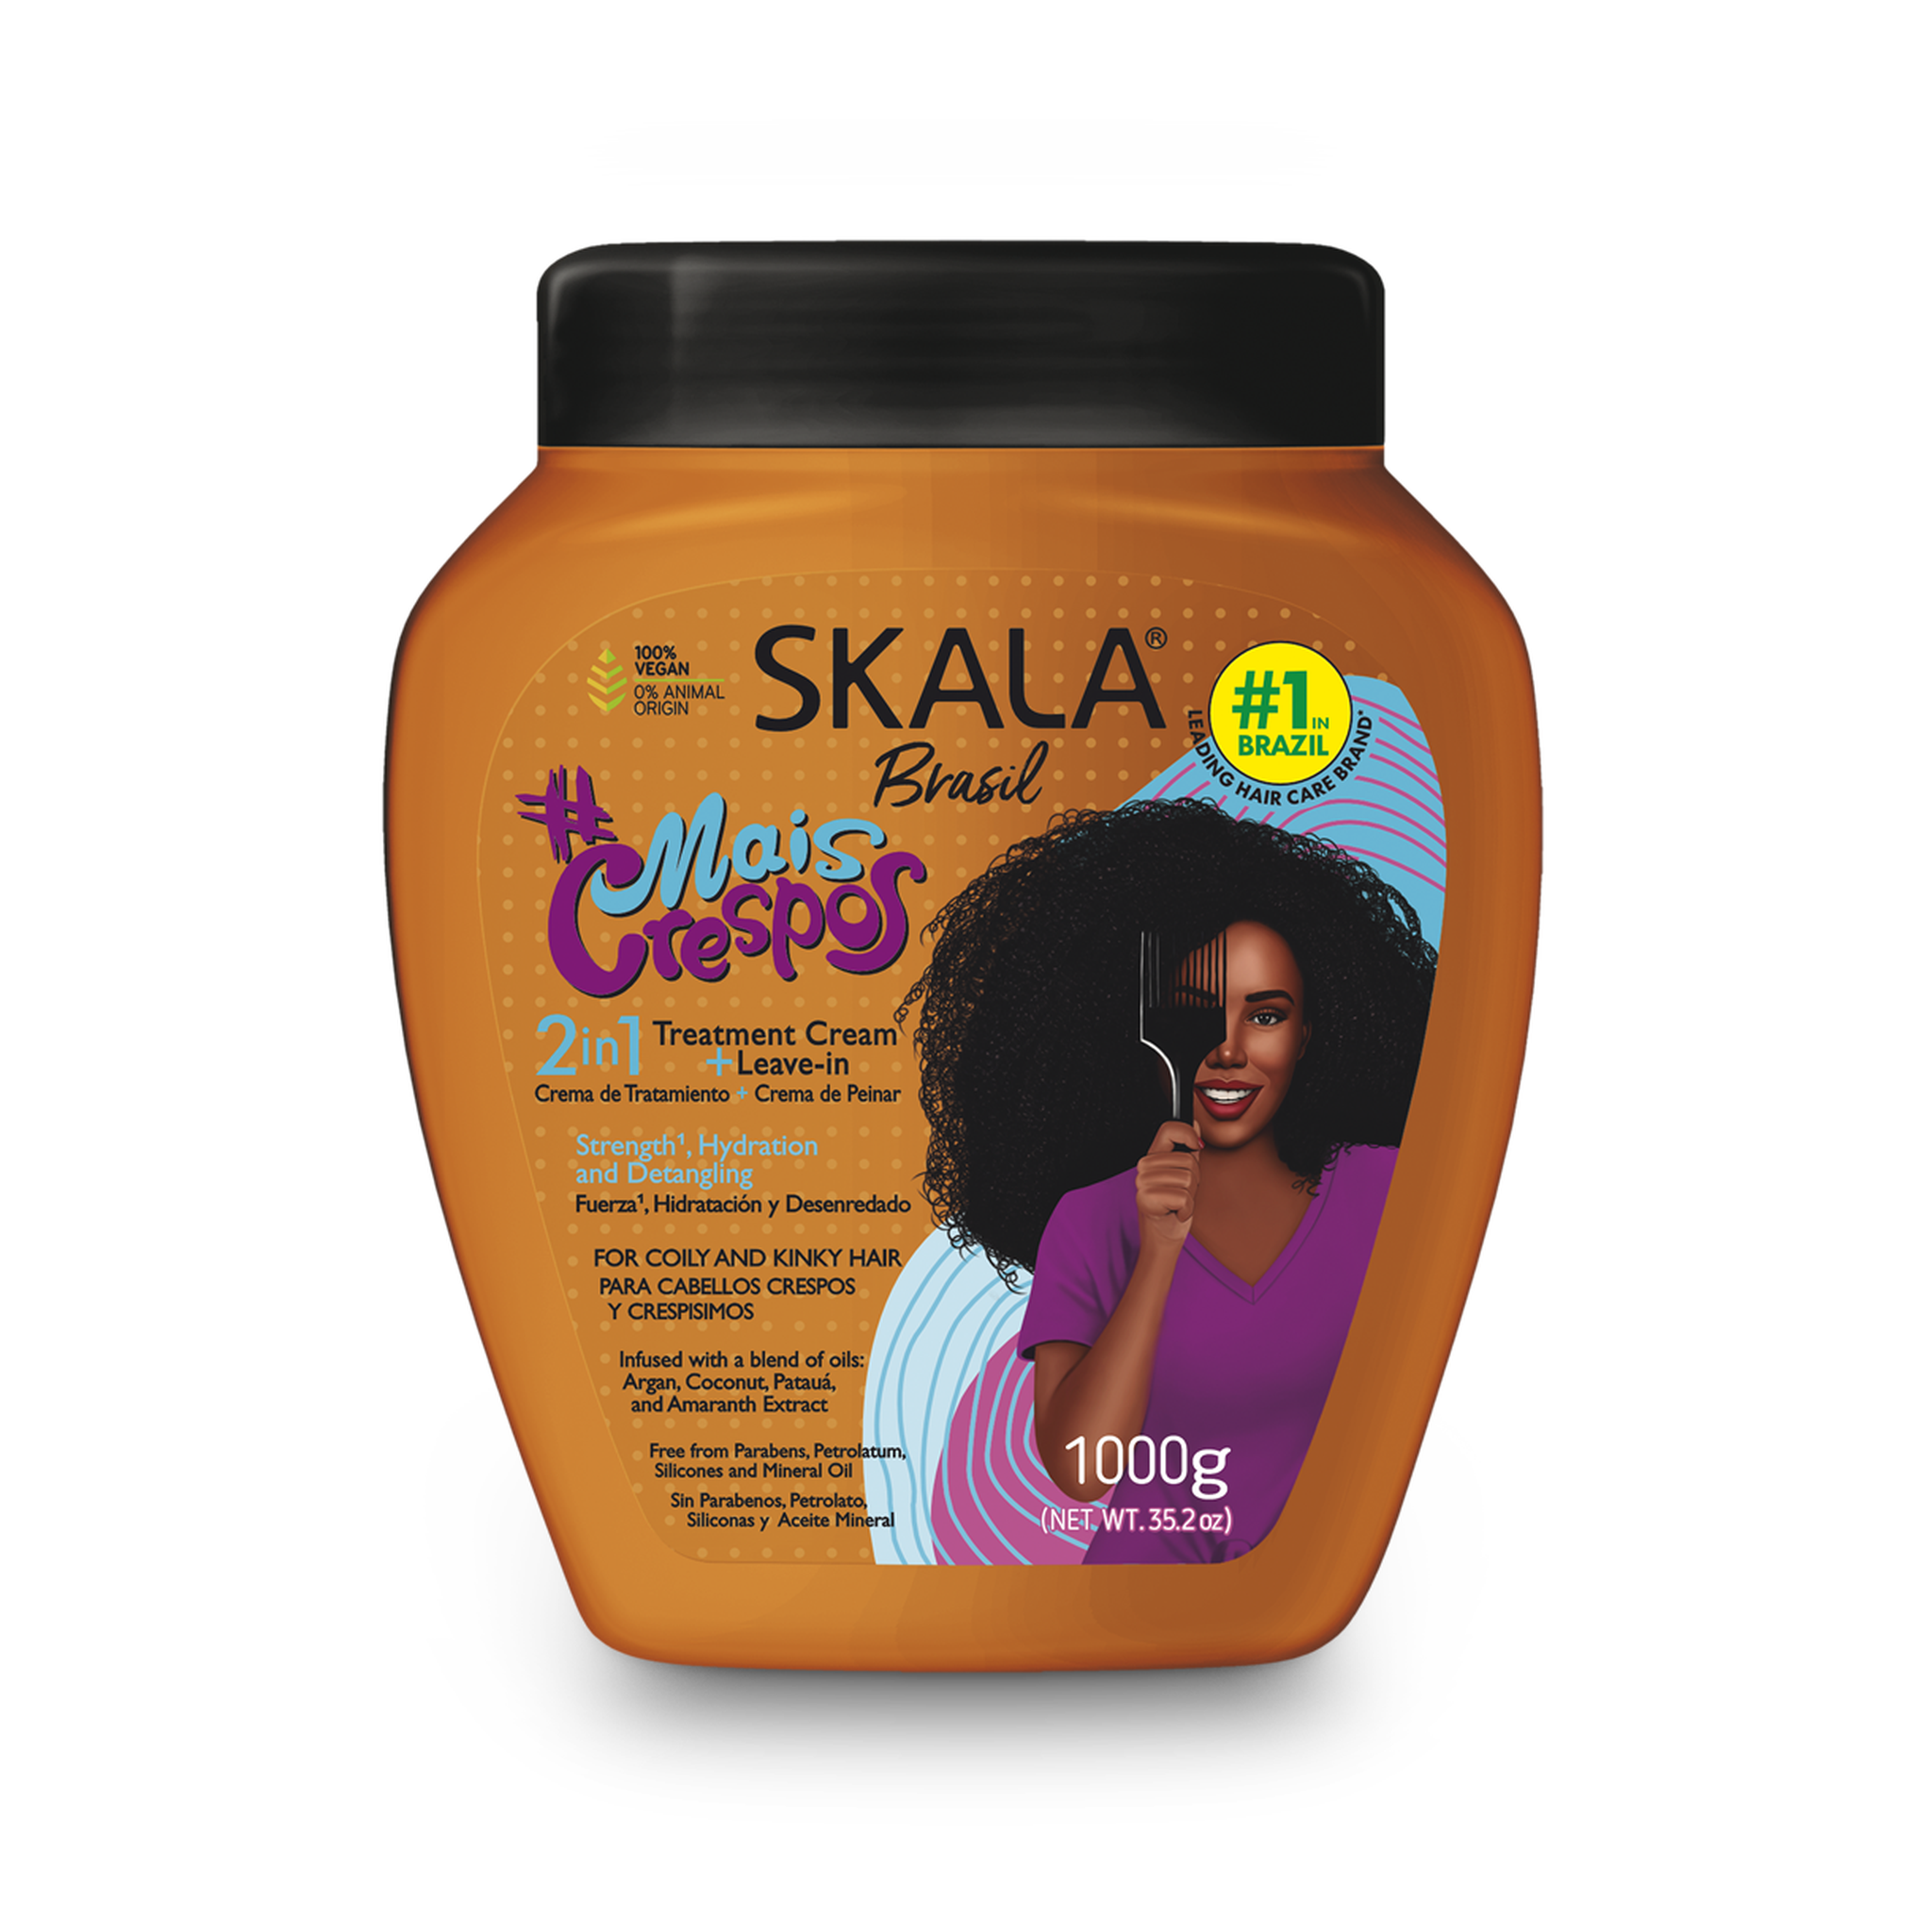 100%
VEGAN
0% ANIMAL
ORIGIN
SKALA®
Brasil
#1 IN
BRAZIL
LEADING HAIR CARE BRAND*
#Mais
Crespos
2in1 Treatment Cream
+Leave-in
Crema de Tratamiento + Crema de Peinar
Strength¹, Hydration
and Detangling
Fuerza¹, Hidratación y Desenredado
FOR COILY AND KINKY HAIR
PARA CABELLOS CRESPOS
Y CRESPISIMOS
Infused with a blend of oils:
Argan, Coconut, Patauá,
and Amaranth Extract
Free from Parabens, Petrolatum,
Silicones and Mineral Oil
Sin Parabenos, Petrolato,
Siliconas y Aceite Mineral
1000g
(NET WT. 35.2 oz)